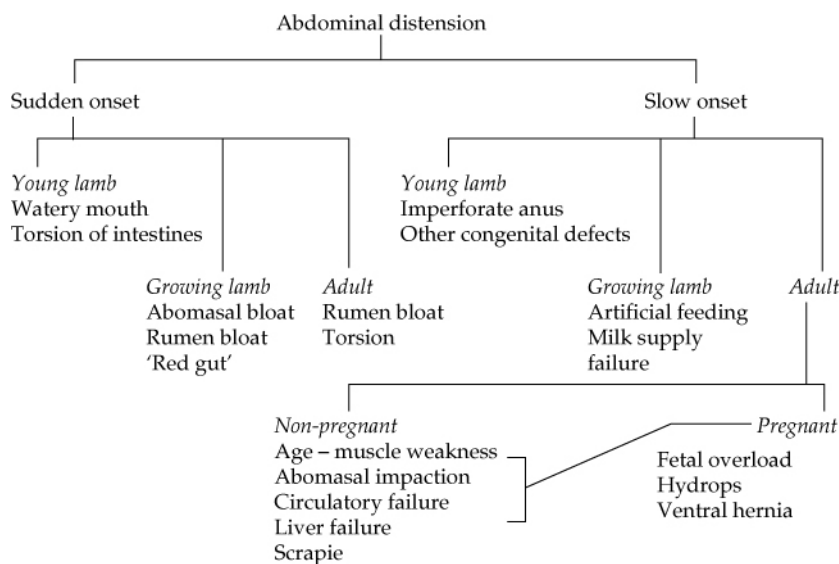 Abdominal distension
Sudden onset
Slow onset
Young lamb
Watery mouth
Torsion of intestines
Growing lamb
Abomasal bloat
Rumen bloat
‘Red gut’
Adult
Rumen bloat
Torsion
Young lamb
Imperforate anus
Other congenital defects
Growing lamb
Artificial feeding
Milk supply
failure
Adult
Non-pregnant
Age – muscle weakness
Abomasal impaction
Circulatory failure
Liver failure
Scrapie
Pregnant
Fetal overload
Hydrops
Ventral hernia